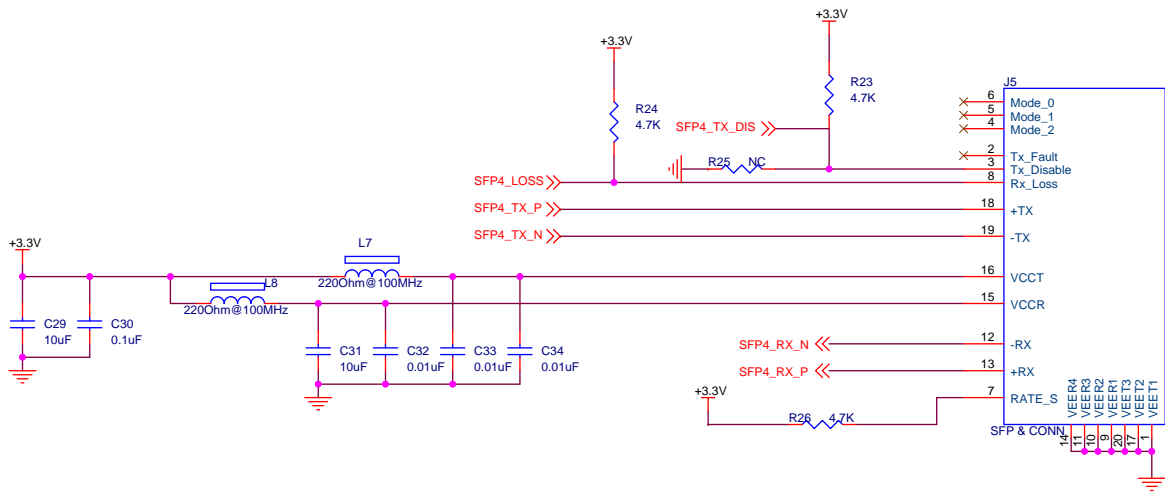 +3.3V
+3.3V
J5
R23
4.7K
R24
4.7K
6 Mode_0
5 Mode_1
4 Mode_2
SFP4_TX_DIS
2 Tx_Fault
R25 NC
3 Tx_Disable
SFP4_LOSS
8 Rx_Loss
SFP4_TX_P
18 +TX
SFP4_TX_N
19 -TX
+3.3V
L7
220Ohm@100MHz
16 VCCT
L8
220Ohm@100MHz
15 VCCR
C29
10uF
C30
0.1uF
C31
10uF
C32
0.01uF
C33
0.01uF
C34
0.01uF
SFP4_RX_N
12 -RX
SFP4_RX_P
13 +RX
+3.3V
7 RATE_S
R26 4.7K
VEER4
VEER3
VEER2
VEER1
VEET3
VEET2
VEET1
SFP & CONN
14
11
10
9
20
17
1